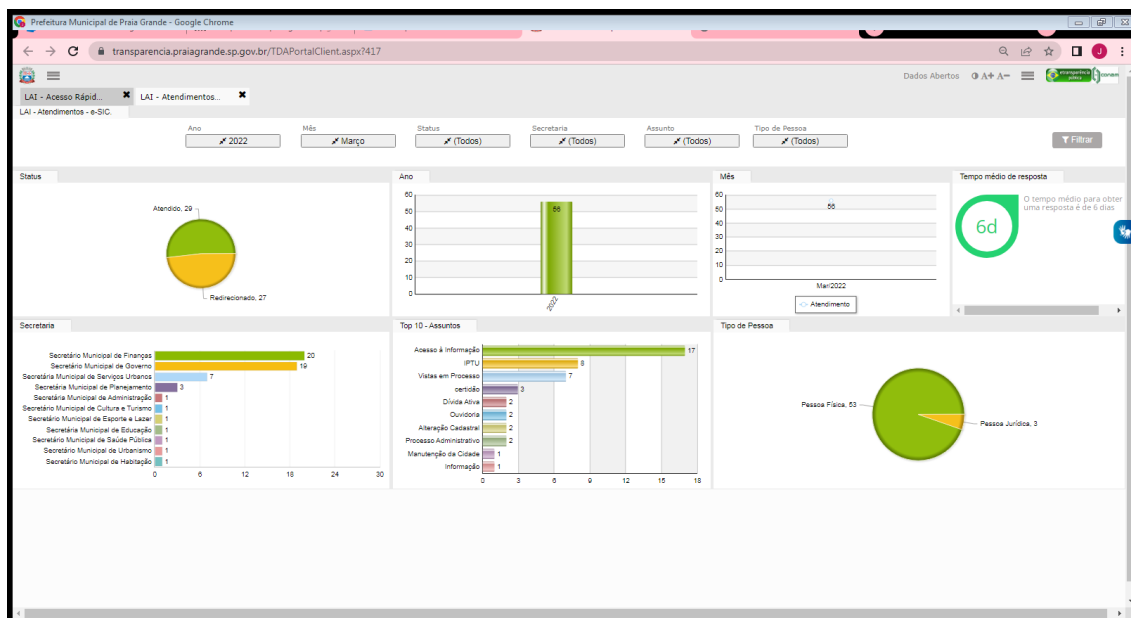 Prefeitura Municipal de Praia Grande - Google Chrome
transparencia.praiagrande.sp.gov.br/TDAPortalClient.aspx?417
J
Dados Abertos A+ A-
LAI - Acesso Rápid... LAI - Atendimentos...
LAI - Atendimentos - e-SIC.
Ano Mês Status Secretaria Assunto Tipo de Pessoa
2022 Março (Todos) (Todos) (Todos) (Todos) Filtrar
Status
Atendido, 29
Redirecionado, 27
Ano
60
50
40
30
20
10
0
56
2022
Mês
60
50
40
30
20
10
0
56
Mar/2022
Atendimento
Tempo médio de resposta
6d
O tempo médio para obter
uma resposta é de 6 dias
Secretaria
Secretário Municipal de Finanças 20
Secretário Municipal de Governo 19
Secretária Municipal de Serviços Urbanos 7
Secretária Municipal de Planejamento 3
Secretária Municipal de Administração 1
Secretário Municipal de Cultura e Turismo 1
Secretário Municipal de Esporte e Lazer 1
Secretária Municipal de Educação 1
Secretário Municipal de Saúde Pública 1
Secretário Municipal de Urbanismo 1
Secretário Municipal de Habitação 1
0 6 12 18 24 30
Top 10 - Assuntos
Acesso á Informação 17
IPTU 8
Vistas em Processo 7
certidão 3
Dívida Ativa 2
Ouvidoria 2
Alteração Cadastral 2
Processo Administrativo 2
Manutenção da Cidade 1
Informação 1
0 3 6 9 12 15 18
Tipo de Pessoa
Pessoa Física, 53
Pessoa Jurídica, 3